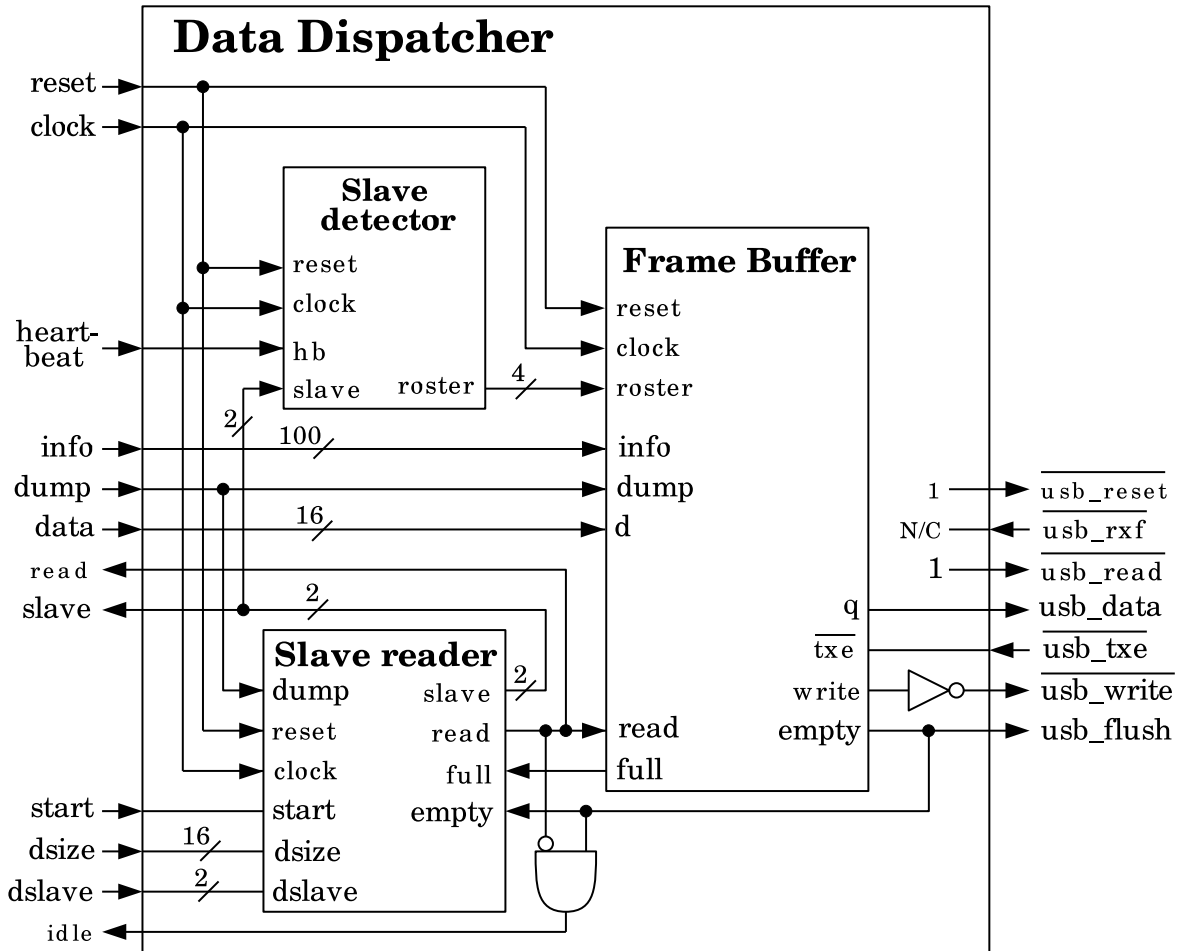 Data Dispatcher
reset
clock
heart-
beat
info
dump
data
read
slave
start
dsize
dslave
idle
Slave
detector
reset
clock
hb
slave
roster
4
2
100
16
2
Slave reader
dump
reset
clock
start
dsize
dslave
slave
read
full
empty
2
16
2
Frame Buffer
reset
clock
roster
info
dump
d
read
full
q
txe
write
empty
1
N/C
1
usb_reset
usb_rxf
usb_read
usb_data
usb_txe
usb_write
usb_flush